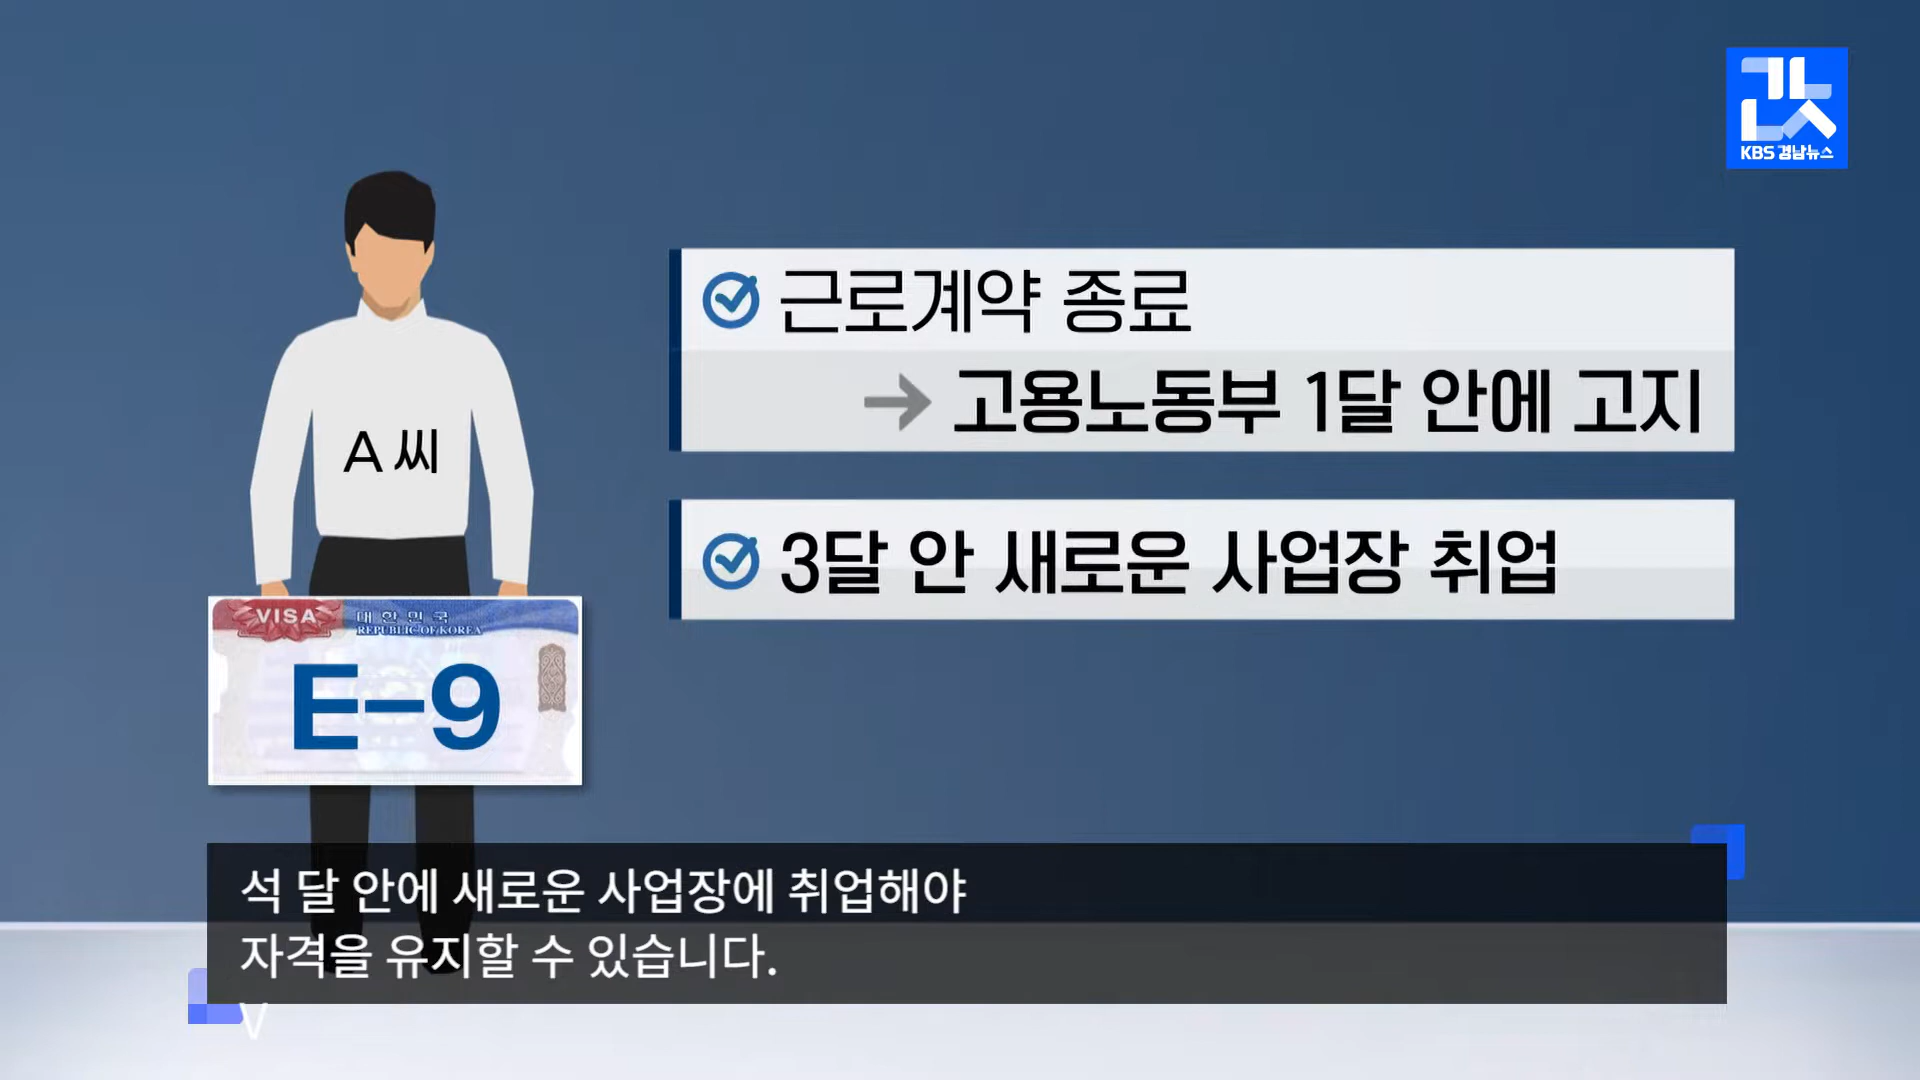 KBS 경남뉴스
근로계약 종료
→ 고용노동부 1달 안에 고지
3달 안 새로운 사업장 취업
A 씨
VISA 대한민국
REPUBLIC OF KOREA
E-9
석 달 안에 새로운 사업장에 취업해야
자격을 유지할 수 있습니다.
V